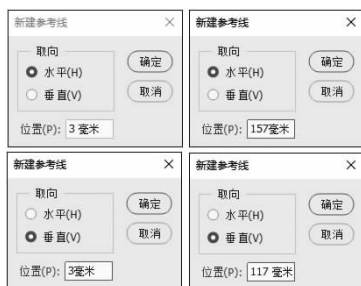 新建参考线 ×
取向
水平(H)
垂直(V)
确定
取消
位置(P): 3 毫米
新建参考线 ×
取向
水平(H)
垂直(V)
确定
取消
位置(P): 157毫米
新建参考线 ×
取向
水平(H)
垂直(V)
确定
取消
位置(P): 3毫米
新建参考线 ×
取向
水平(H)
垂直(V)
确定
取消
位置(P): 117 毫米